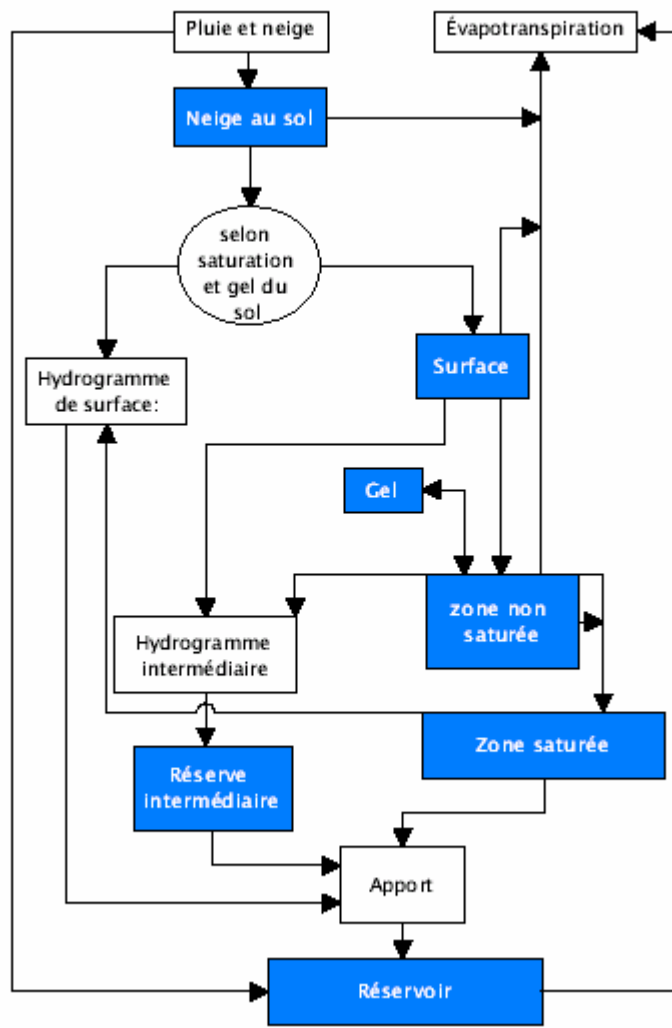 Pluie et neige
Évapotranspiration
Neige au sol
selon
saturation
et gel du
sol
Hydrogramme
de surface:
Surface
Gel
zone non
saturée
Hydrogramme
intermédiaire
Zone saturée
Réserve
intermédiaire
Apport
Réservoir